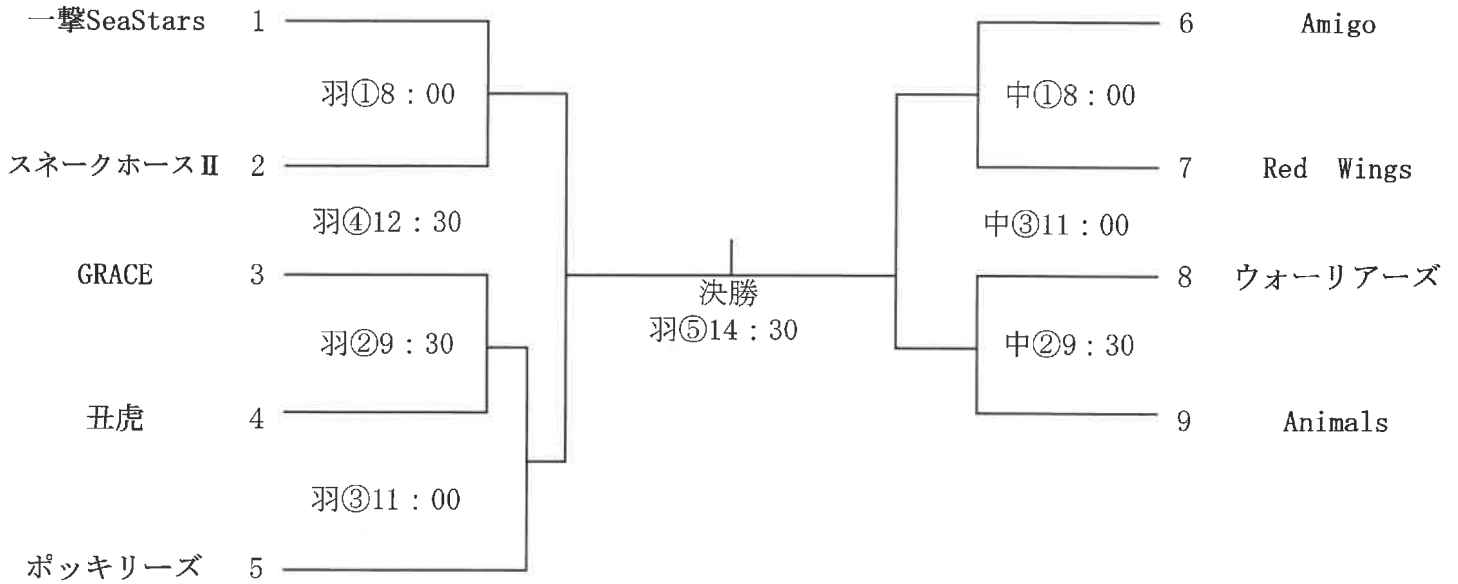 一撃SeaStars 1
羽①8：00
スネークホースⅡ 2
羽④12：30
GRACE 3
羽②9：30
丑虎 4
羽③11：00
ポッキリーズ 5
決勝
羽⑤14：30
6 Amigo
中①8：00
7 Red Wings
中③11：00
8 ウォーリアーズ
中②9：30
9 Animals